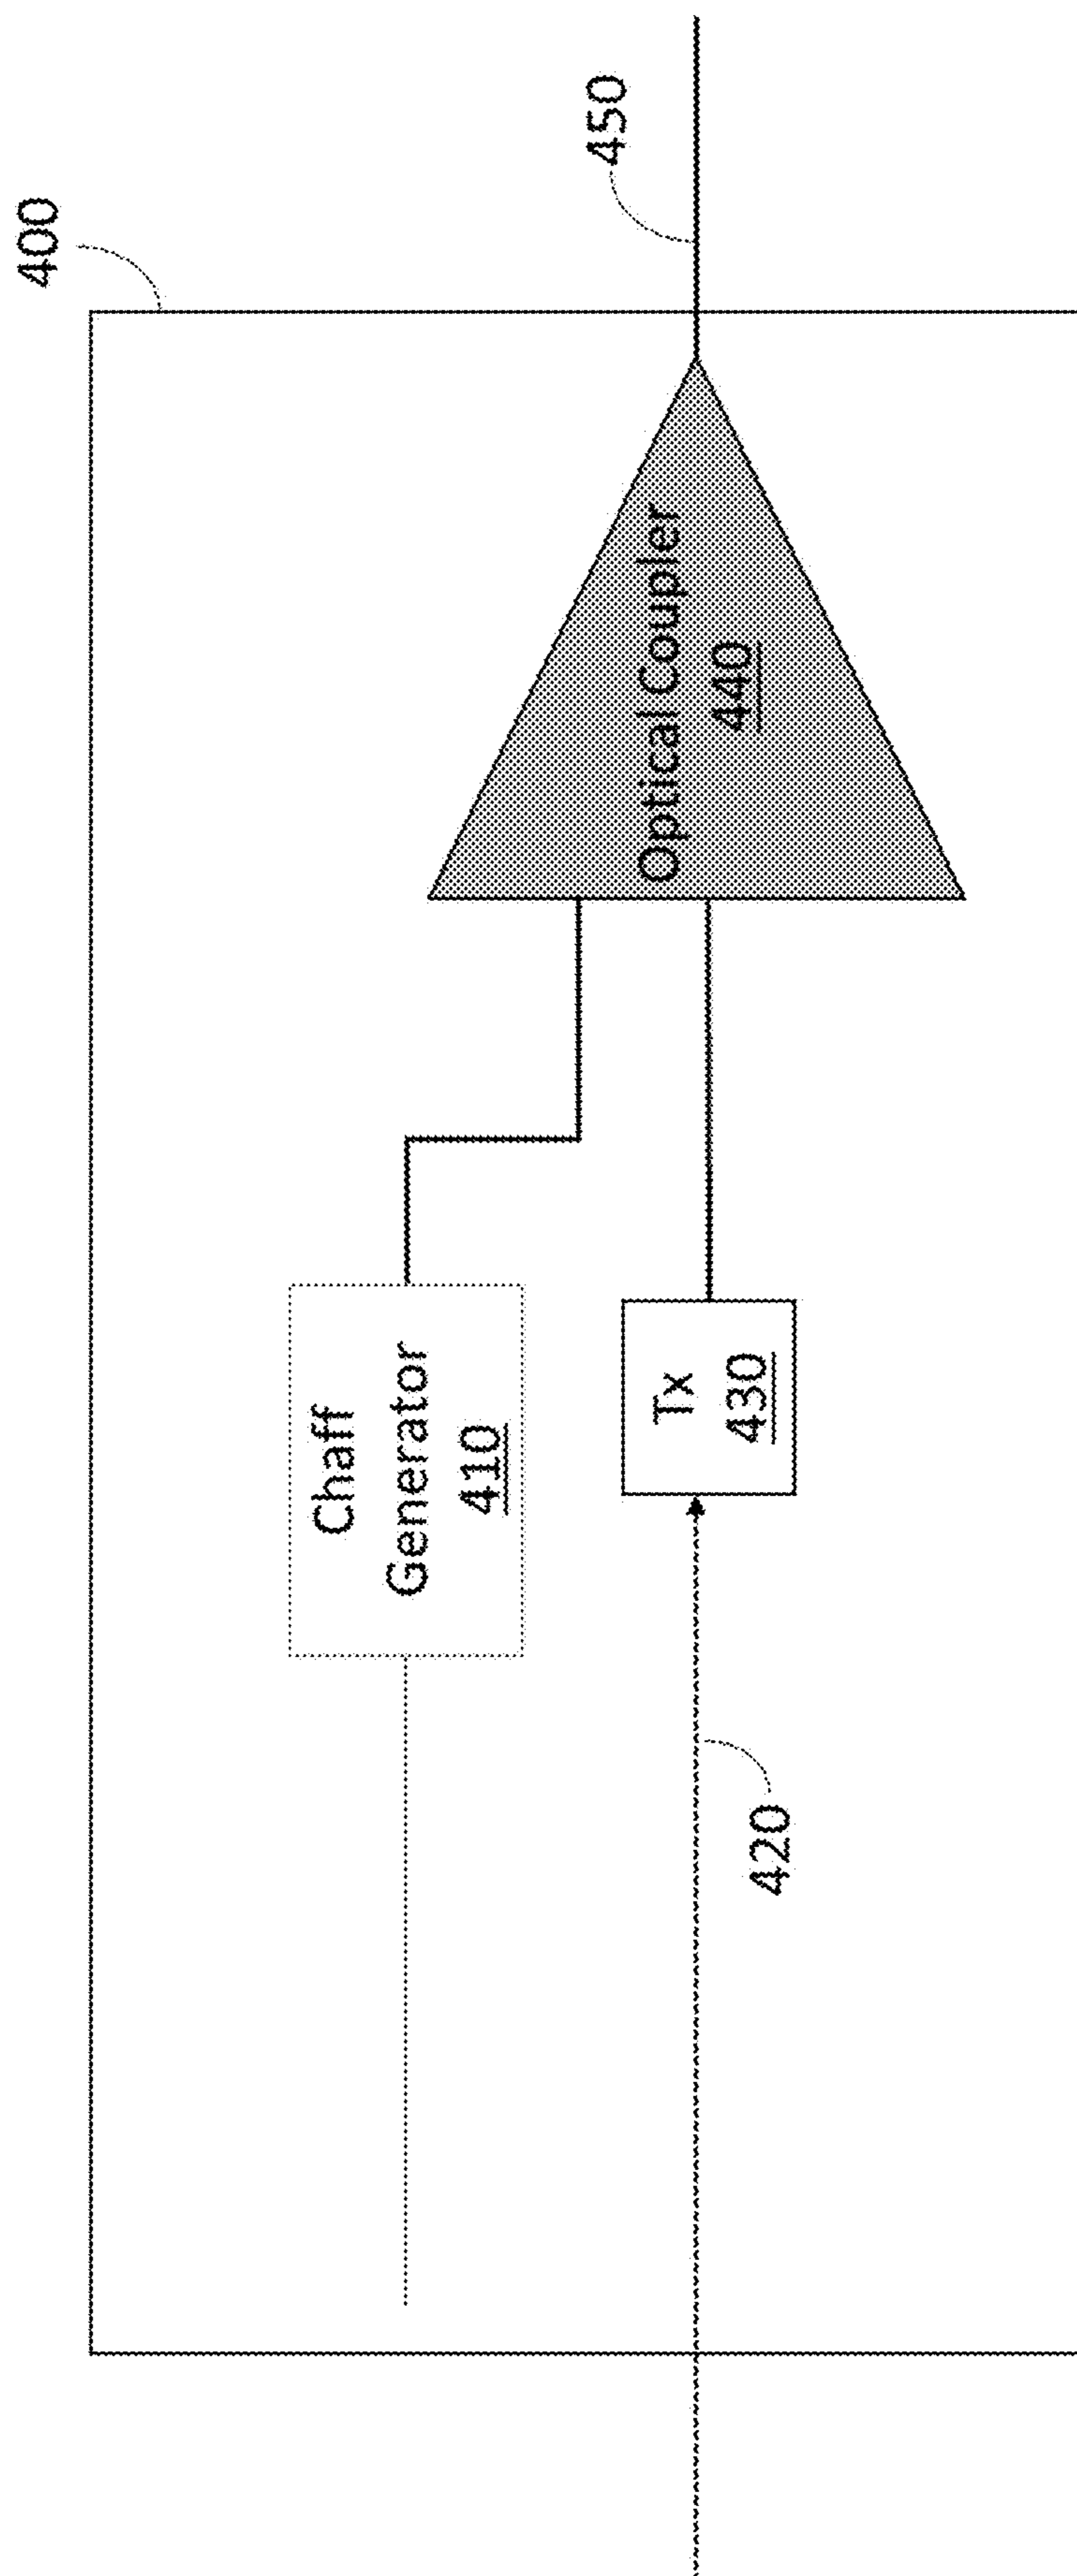 400
450
Chaff
Generator
410
Optical Coupler
440
Tx
430
420